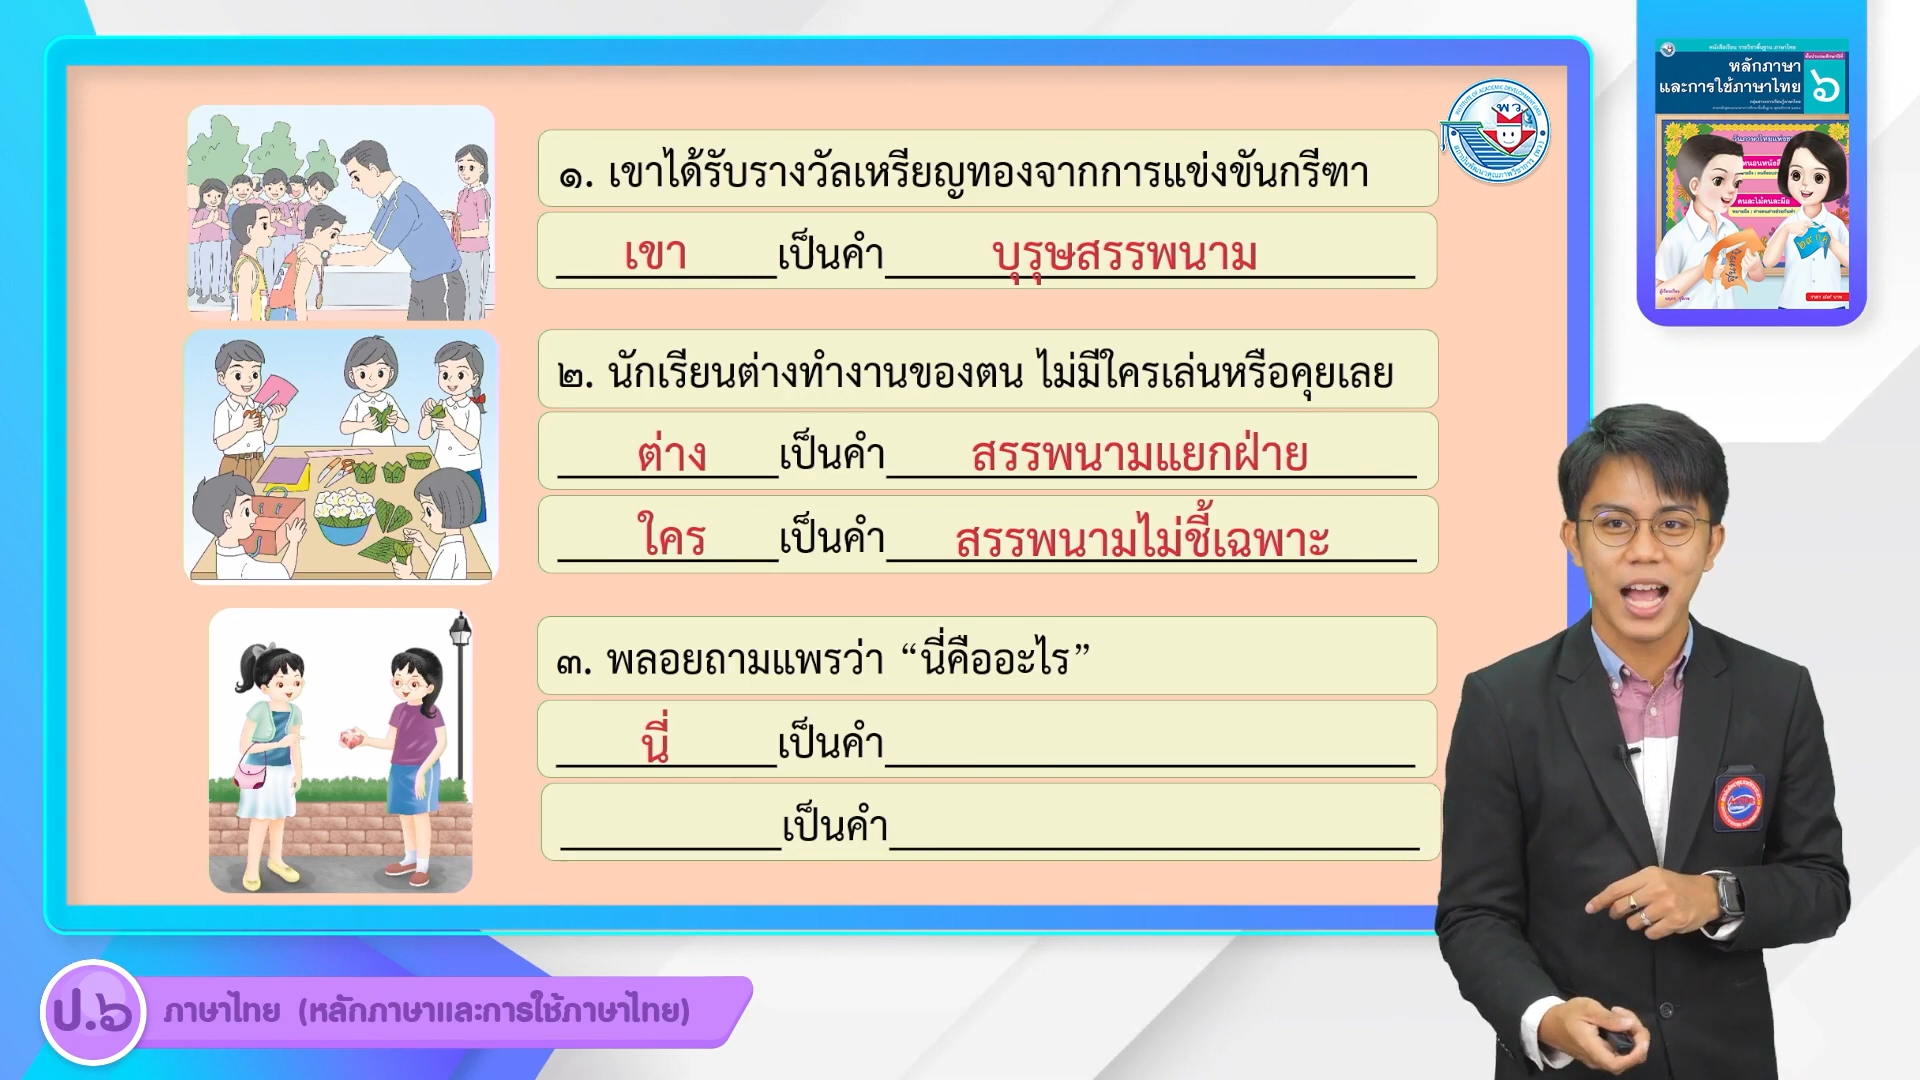 ๑. เขาได้รับรางวัลเหรียญทองจากการแข่งขันกรีฑา
เขา เป็นคำ บุรุษสรรพนาม
๒. นักเรียนต่างทำงานของตน ไม่มีใครเล่นหรือคุยเลย
ต่าง เป็นคำ สรรพนามแยกฝ่าย
ใคร เป็นคำ สรรพนามไม่ชี้เฉพาะ
๓. พลอยถามแพรว่า “นี่คืออะไร”
นี่ เป็นคำ
เป็นคำ
พว
หลักภาษา
และการใช้ภาษาไทย
๖
ป.๖ ภาษาไทย (หลักภาษาและการใช้ภาษาไทย)